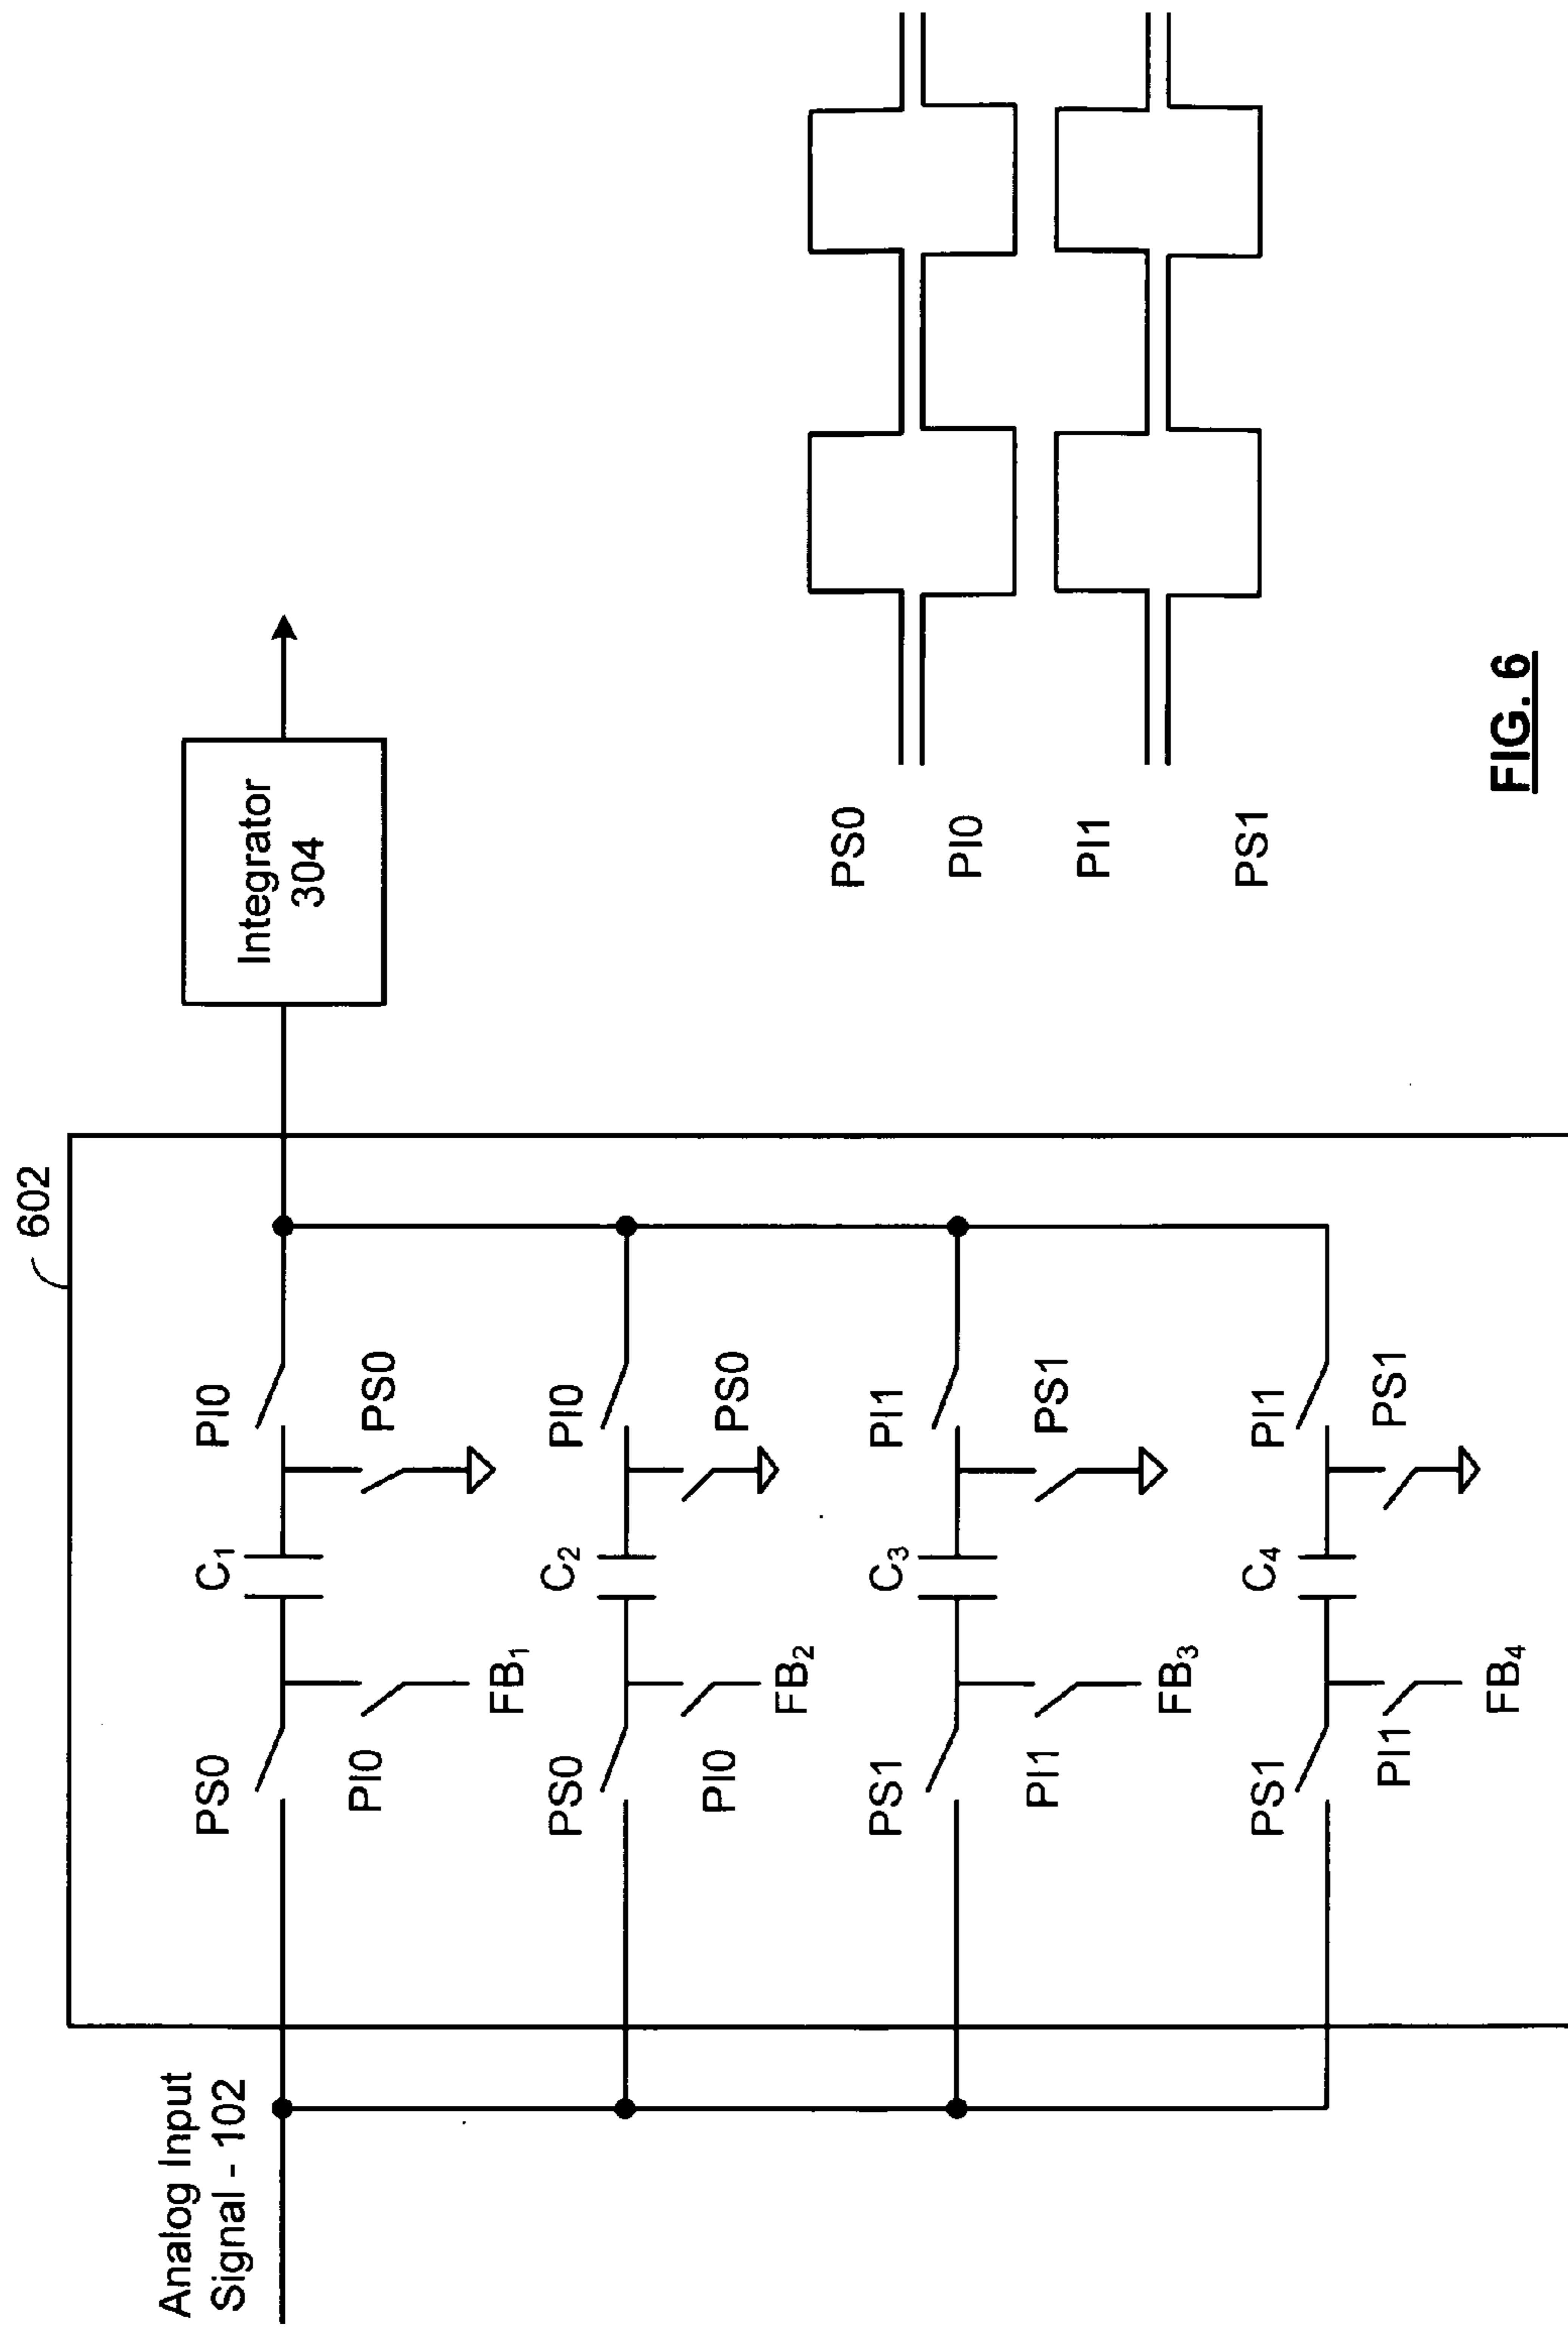 602
Analog Input
Signal - 102
PS0
C1
PI0
Integrator
304
PI0
FB1
PS0
PS0
C2
PI0
PI0
FB2
PS0
PS1
C3
PI1
PI1
FB3
PS1
PS1
C4
PI1
PI1
FB4
PS1
PS0
PI0
PI1
PS1
FIG. 6